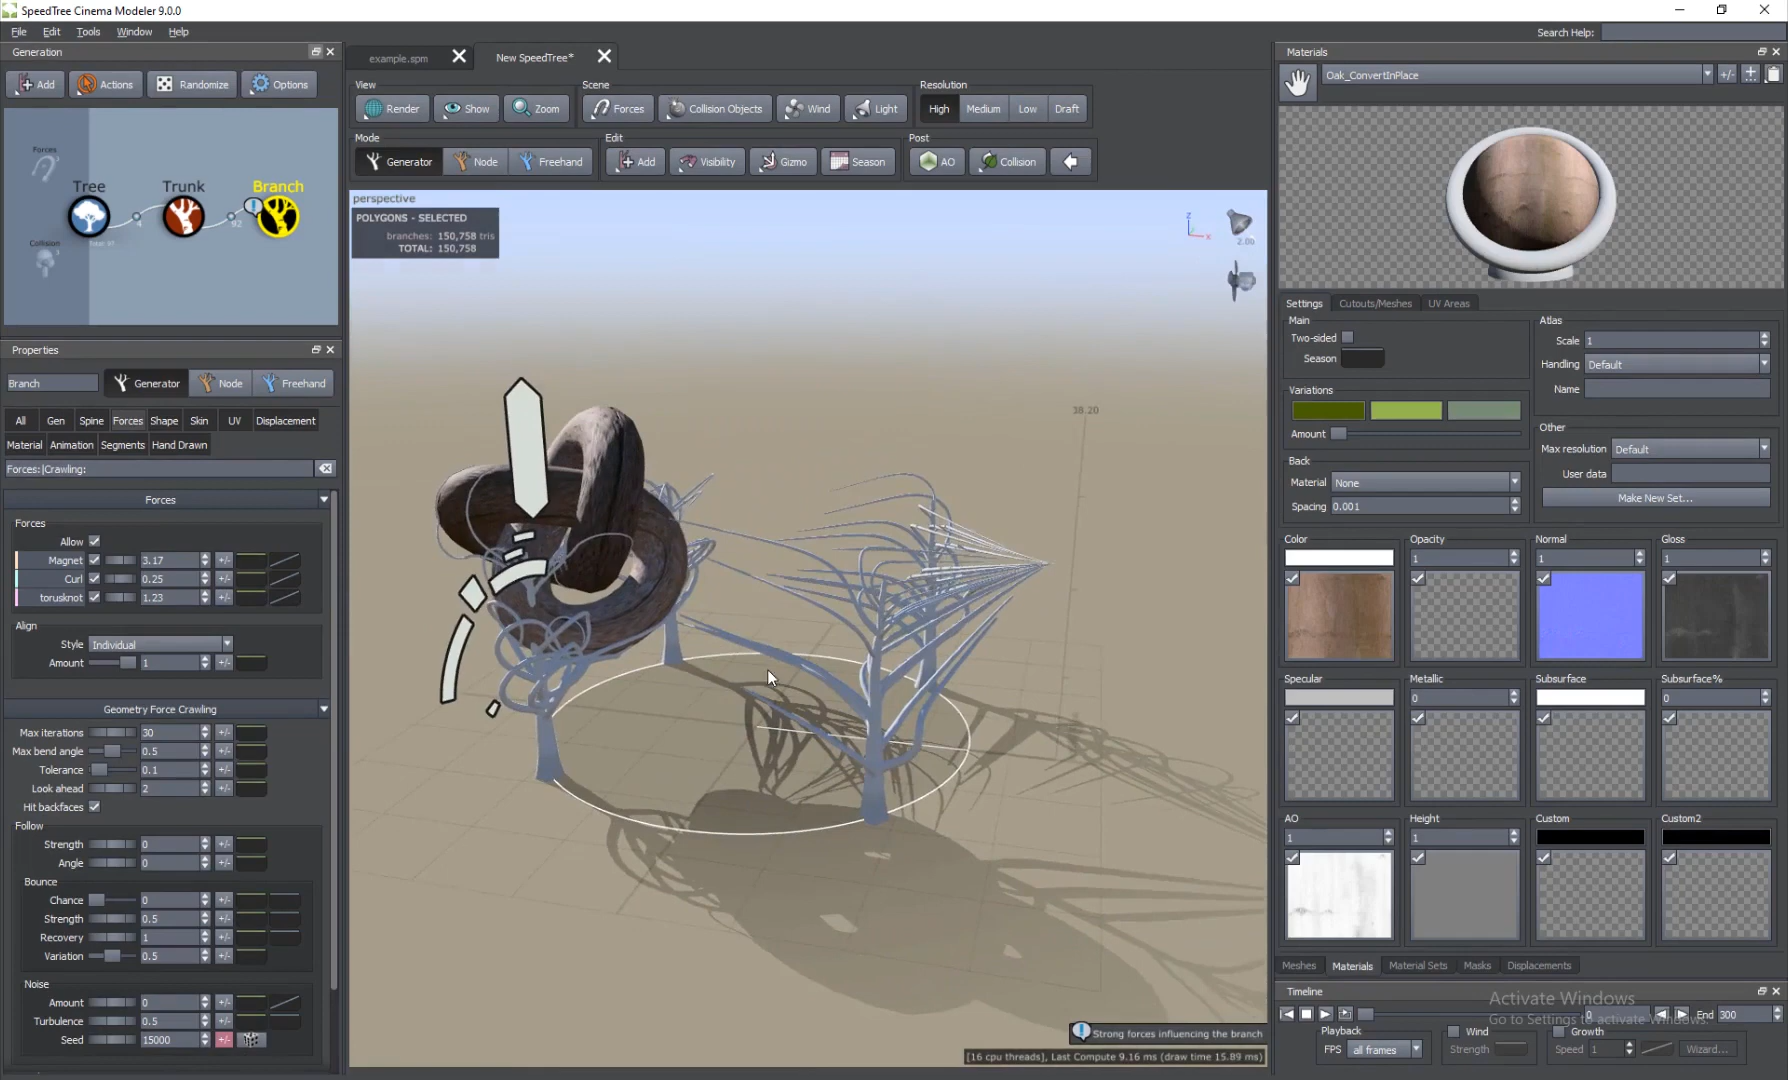 SpeedTree Cinema Modeler 9.0.0
File Edit Tools Window Help
Search Help:
Generation
Add Actions Randomize Options
Forces
Tree Trunk Branch
4 92
Collision
Properties
Branch Generator Node Freehand
All Gen Spine Forces Shape Skin UV Displacement
Material Animation Segments Hand Drawn
Forces:|Crawling:
Forces
Forces
Allow
Magnet 3.17 +/-
Curl 0.25 +/-
torusknot 1.23 +/-
Align
Style Individual
Amount 1 +/-
Geometry Force Crawling
Max iterations 30 +/-
Max bend angle 0.5 +/-
Tolerance 0.1 +/-
Look ahead 2 +/-
Hit backfaces
Follow
Strength 0 +/-
Angle 0 +/-
Bounce
Chance 0 +/-
Strength 0.5 +/-
Recovery 1 +/-
Variation 0.5 +/-
Noise
Amount 0 +/-
Turbulence 0.5 +/-
Seed 15000 +/-
example.spm New SpeedTree*
View Scene Resolution
Render Show Zoom Forces Collision Objects Wind Light High Medium Low Draft
Mode Edit Post
Generator Node Freehand Add Visibility Gizmo Season AO Collision
perspective
POLYGONS - SELECTED
branches: 150,758 tris
TOTAL: 150,758
Z
X
2.00
38.20
Strong forces influencing the branch
[16 cpu threads], Last Compute 9.16 ms (draw time 15.89 ms)
Materials
Oak_ConvertInPlace +/-
Settings Cutouts/Meshes UV Areas
Main
Two-sided
Season
Variations
Amount
Back
Material None
Spacing 0.001
Atlas
Scale 1
Handling Default
Name
Other
Max resolution Default
User data
Make New Set...
Color Opacity Normal Gloss
1 1 1
Specular Metallic Subsurface Subsurface%
0 0
AO Height Custom Custom2
1 1
Meshes Materials Material Sets Masks Displacements
Timeline
Activate Windows
Go to Settings to activate Windows.
0 End 300
Playback Wind Growth
FPS all frames Strength Speed 1 Wizard...